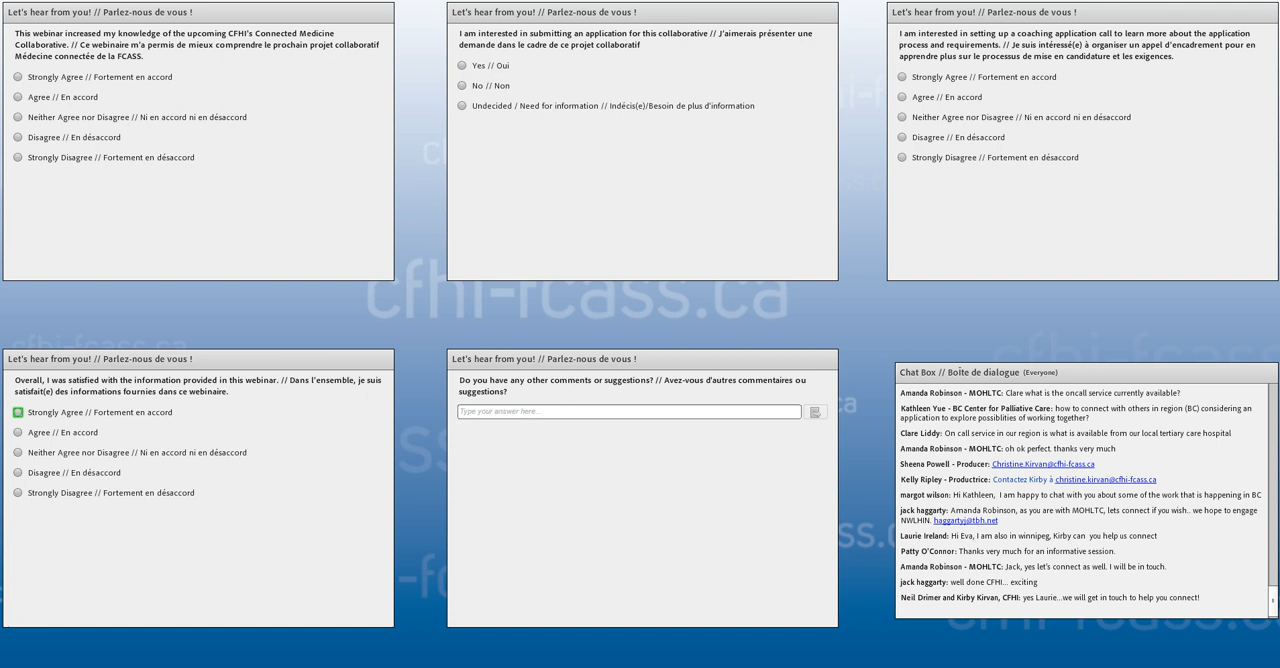 Let's hear from you! // Parlez-nous de vous !
This webinar increased my knowledge of the upcoming CFHI's Connected Medicine
Collaborative. // Ce webinaire m'a permis de mieux comprendre le prochain projet collaboratif
Médecine connectée de la FCASS.
Strongly Agree // Fortement en accord
Agree // En accord
Neither Agree nor Disagree // Ni en accord ni en désaccord
Disagree // En désaccord
Strongly Disagree // Fortement en désaccord
Let's hear from you! // Parlez-nous de vous !
I am interested in submitting an application for this collaborative // J'aimerais présenter une
demande dans le cadre de ce projet collaboratif
Yes // Oui
No // Non
Undecided / Need for information // Indécis(e)/Besoin de plus d'information
Let's hear from you! // Parlez-nous de vous !
I am interested in setting up a coaching application call to learn more about the application
process and requirements. // Je suis intéressé(e) à organiser un appel d'encadrement pour en
apprendre plus sur le processus de mise en candidature et les exigences.
Strongly Agree // Fortement en accord
Agree // En accord
Neither Agree nor Disagree // Ni en accord ni en désaccord
Disagree // En désaccord
Strongly Disagree // Fortement en désaccord
cfhi-fcass.ca
Let's hear from you! // Parlez-nous de vous !
Overall, I was satisfied with the information provided in this webinar. // Dans l'ensemble, je suis
satisfait(e) des informations fournies dans ce webinaire.
Strongly Agree // Fortement en accord
Agree // En accord
Neither Agree nor Disagree // Ni en accord ni en désaccord
Disagree // En désaccord
Strongly Disagree // Fortement en désaccord
Let's hear from you! // Parlez-nous de vous !
Do you have any other comments or suggestions? // Avez-vous d'autres commentaires ou
suggestions?
Type your answer here...
Chat Box // Boîte de dialogue (Everyone)
Amanda Robinson - MOHLTC: Clare what is the oncall service currently available?
Kathleen Yue - BC Center for Palliative Care: how to connect with others in region (BC) considering an
application to explore possiblities of working together?
Clare Liddy: On call service in our region is what is available from our local tertiary care hospital
Amanda Robinson - MOHLTC: oh ok perfect. thanks very much
Sheena Powell - Producer: Christine.Kirvan@cfhi-fcass.ca
Kelly Ripley - Productrice: Contactez Kirby à christine.kirvan@cfhi-fcass.ca
margot wilson: Hi Kathleen, I am happy to chat with you about some of the work that is happening in BC
jack haggarty: Amanda Robinson, as you are with MOHLTC, lets connect if you wish.. we hope to engage
NWLHIN. haggartyj@tbh.net
Laurie Ireland: Hi Eva, I am also in winnipeg, Kirby can you help us connect
Patty O'Connor: Thanks very much for an informative session.
Amanda Robinson - MOHLTC: Jack, yes let's connect as well. I will be in touch.
jack haggarty: well done CFHI... exciting
Neil Drimer and Kirby Kirvan, CFHI: yes Laurie...we will get in touch to help you connect!